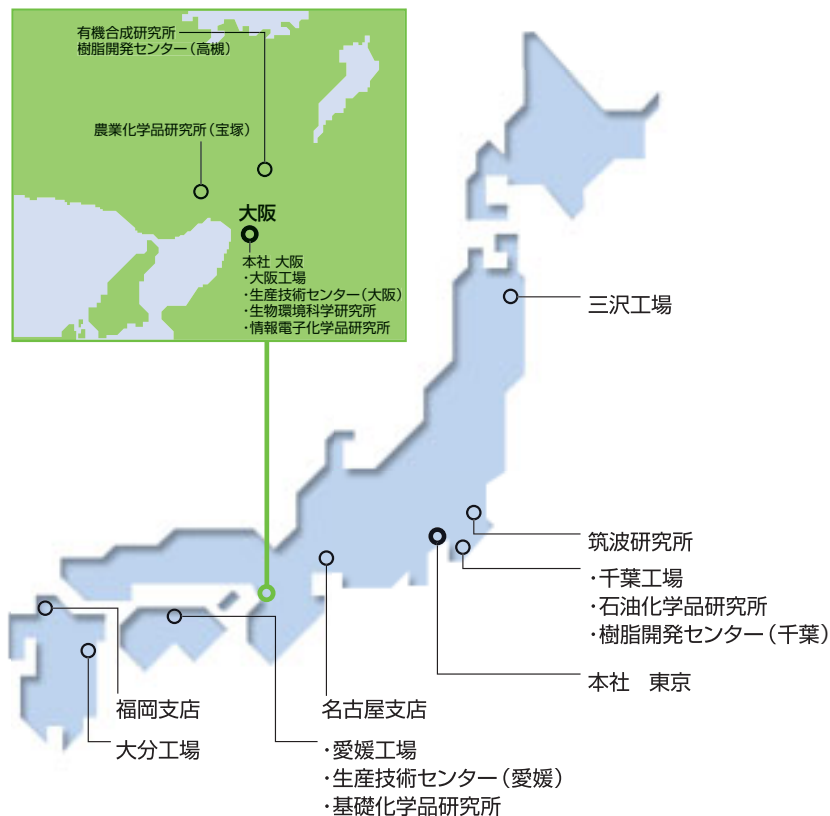 有機合成研究所
樹脂開発センター(高槻)
農業化学品研究所(宝塚)
大阪
本社 大阪
・大阪工場
・生産技術センター(大阪)
・生物環境科学研究所
・情報電子化学品研究所
三沢工場
筑波研究所
・千葉工場
・石油化学品研究所
・樹脂開発センター(千葉)
本社　東京
福岡支店
大分工場
名古屋支店
・愛媛工場
・生産技術センター(愛媛)
・基礎化学品研究所